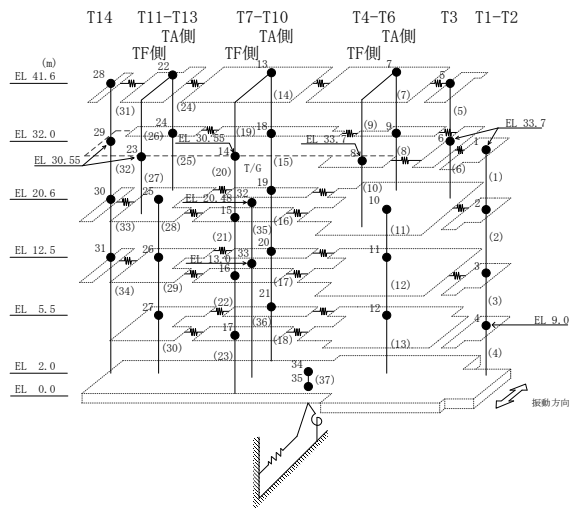 T14 T11-T13 T7-T10 T4-T6 T3 T1-T2
TA側 TA側 TA側
TF側 TF側 TF側
(m)
EL 41.6 28 22 13 7 5
(31) (24) (14) (7) (5)
EL 32.0 29 (26) 24 (19) 18 (9) 9 6 EL 33.7
EL 30.55 EL 33.7 1
EL 30.55 (32) 23 (25) 14 (15) 8 (8) (6)
(27) (20) T/G (10) (1)
EL 20.6 30 25 EL 20.48 32 19 10 2
(33) (28) 15 (35) (16) (11) (2)
(21) 20
EL 12.5 31 26 EL 13.0 33 11 3
(34) (29) 16 (17) (12) (3)
EL 5.5 27 (22) (36) 21 12 4 EL 9.0
(30) 17 (18) (13) (4)
(23)
EL 2.0 34
EL 0.0 35 (37)
振動方向